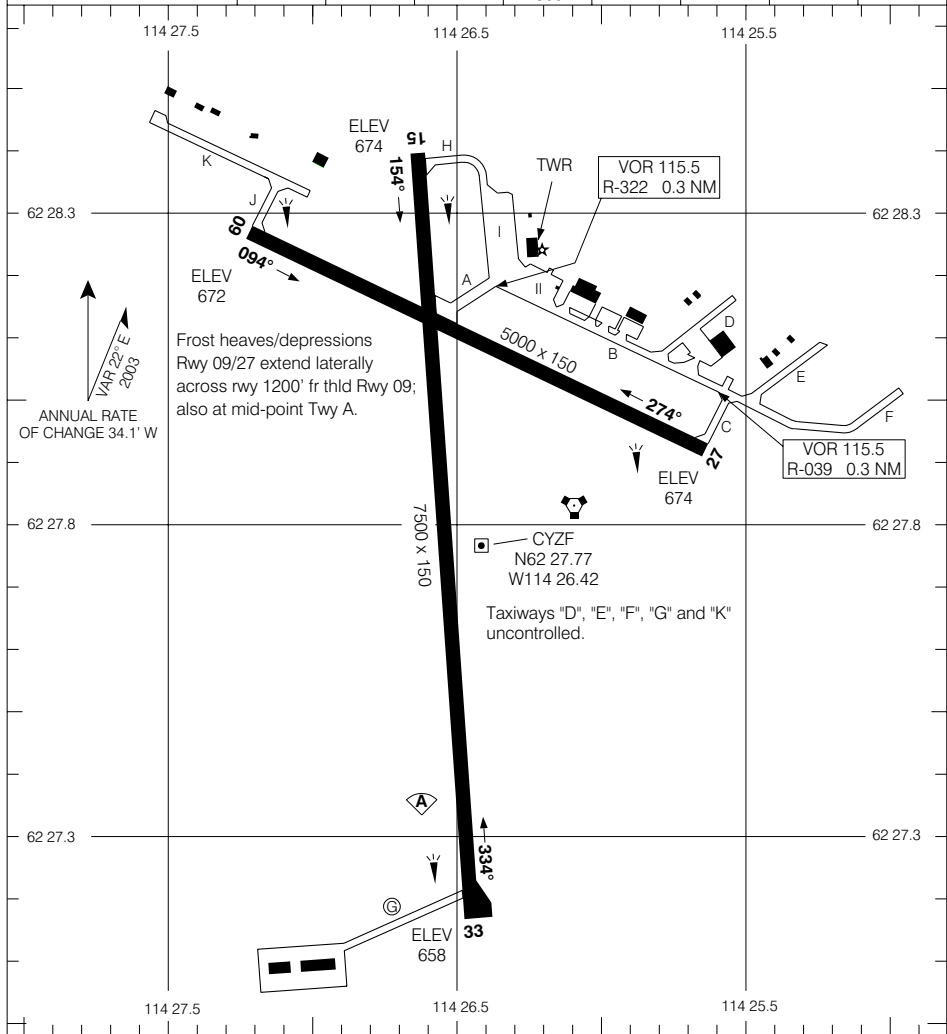 114 27.5
114 26.5
114 25.5
ELEV
674
15
H
154°
TWR
VOR 115.5
R-322 0.3 NM
K
J
62 28.3
62 28.3
I
09
094°
ELEV
672
A
II
D
VAR 22° E
2003
ANNUAL RATE
OF CHANGE 34.1' W
Frost heaves/depressions
Rwy 09/27 extend laterally
across rwy 1200' fr thld Rwy 09;
also at mid-point Twy A.
5000 x 150
B
E
274°
F
C
27
VOR 115.5
R-039 0.3 NM
ELEV
674
62 27.8
62 27.8
7500 x 150
CYZF
N62 27.77
W114 26.42
Taxiways "D", "E", "F", "G" and "K"
uncontrolled.
A
62 27.3
62 27.3
334°
G
ELEV
658
33
114 27.5
114 26.5
114 25.5